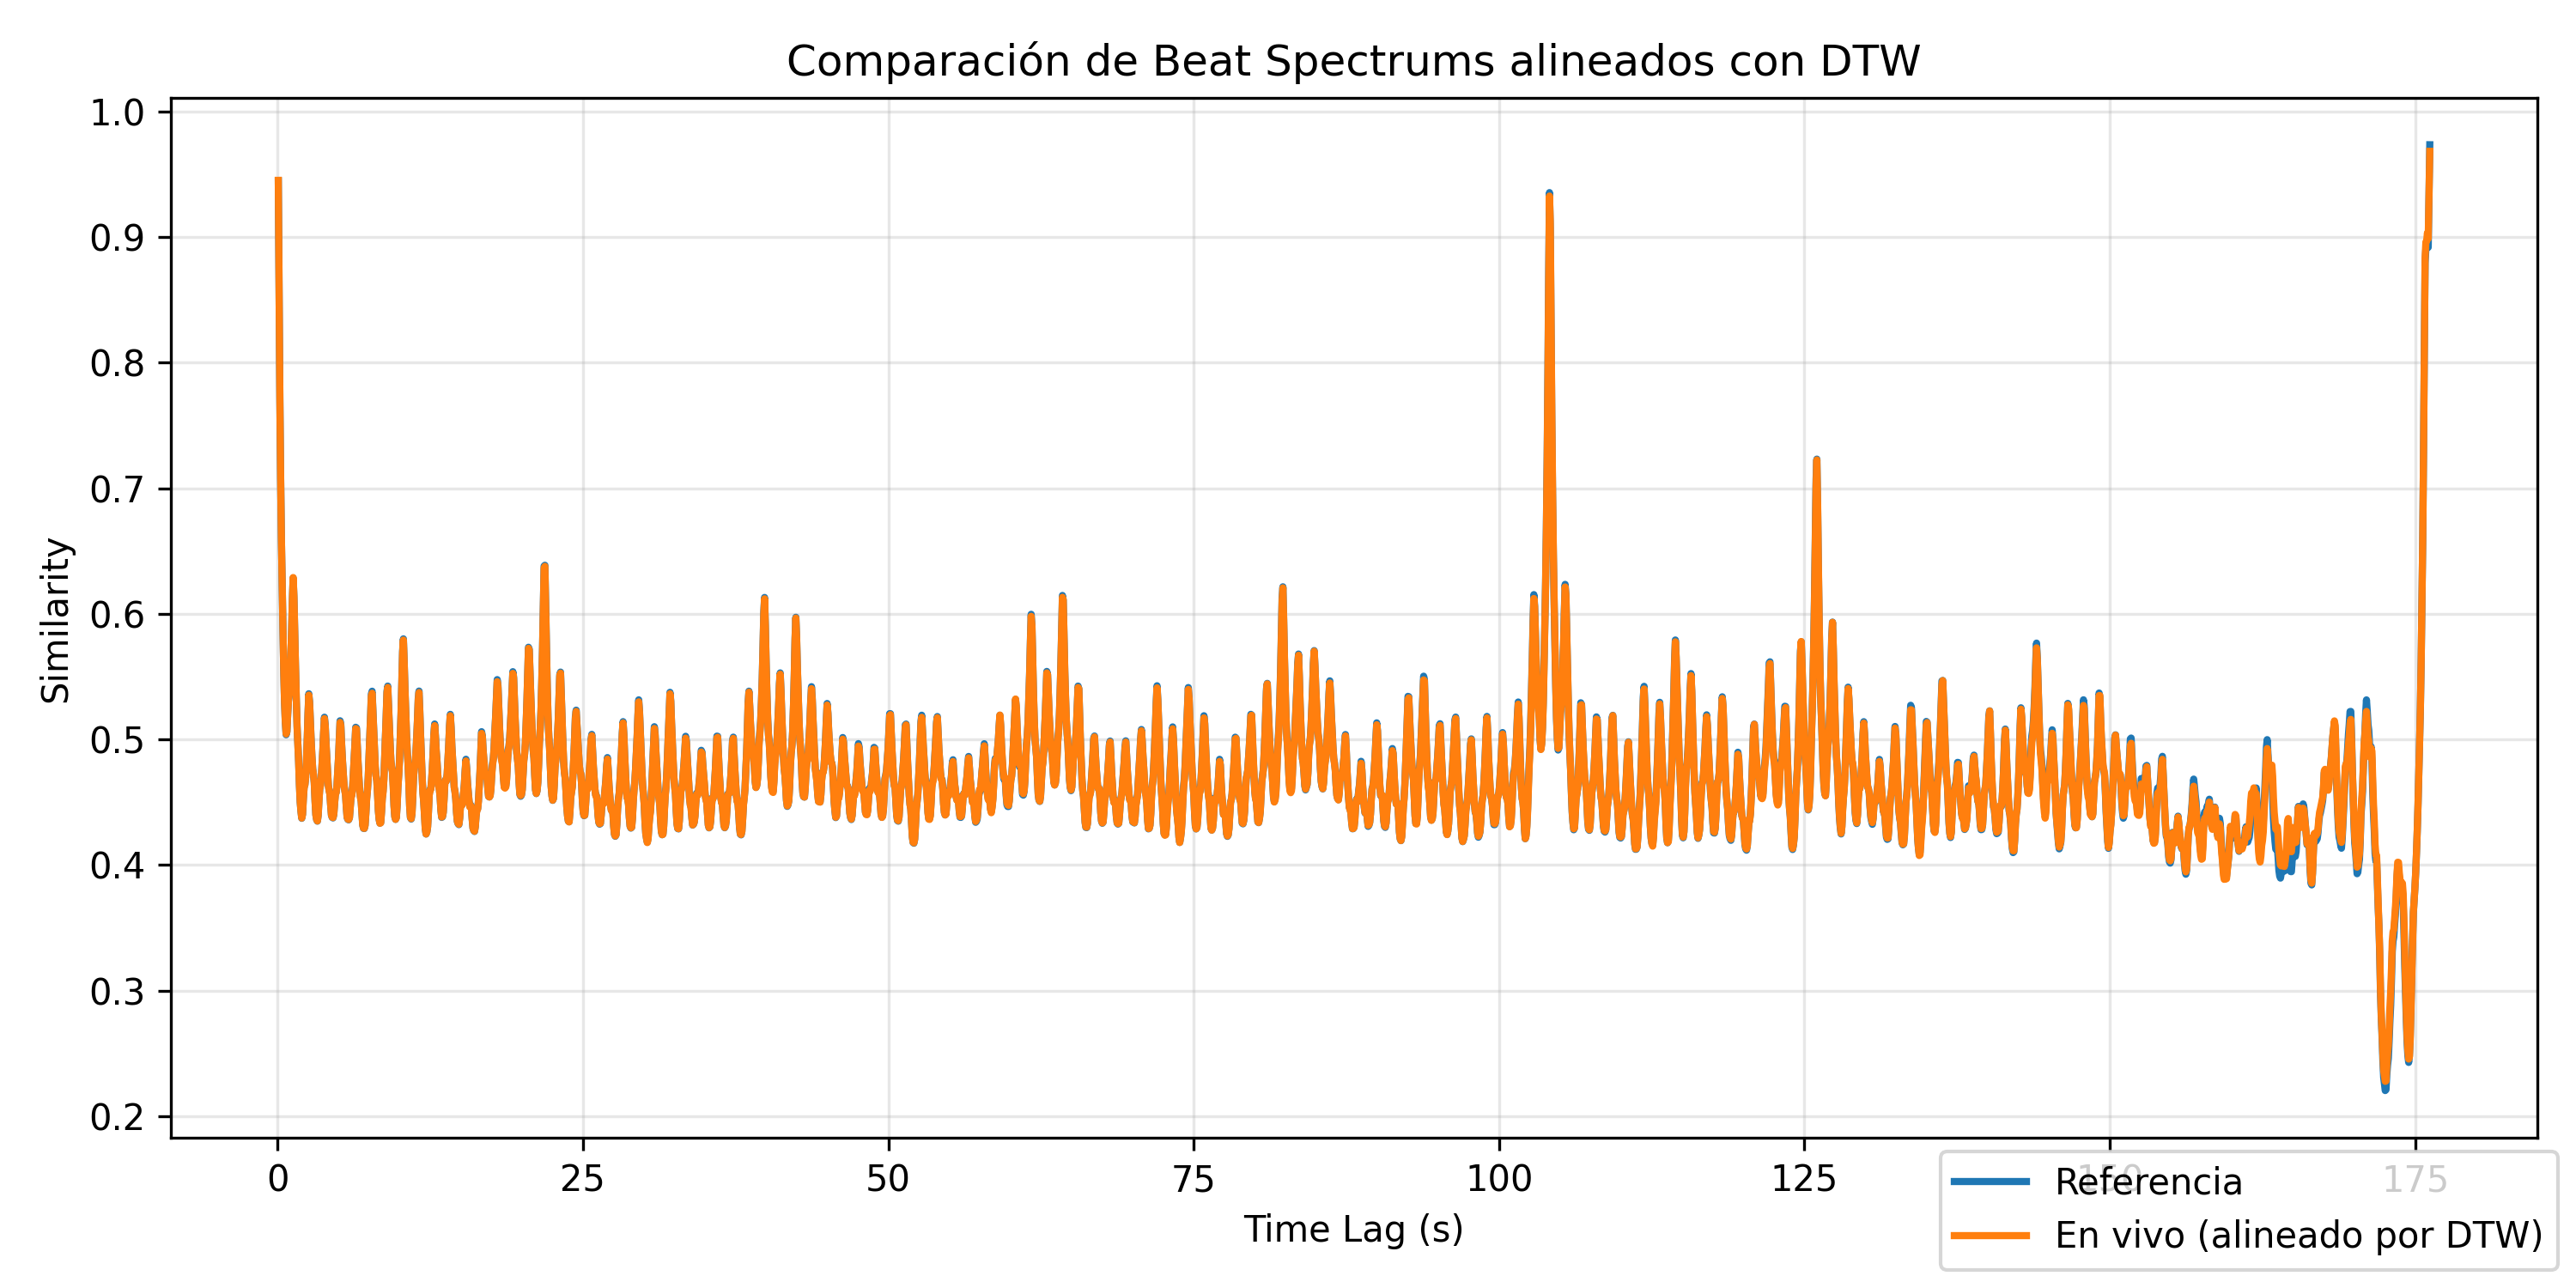 Comparación de Beat Spectrums alineados con DTW
1.0
0.9
0.8
0.7
0.6
0.5
0.4
0.3
0.2
Similarity
0 25 50 75 100 125 150 175
Time Lag (s)
Referencia
En vivo (alineado por DTW)